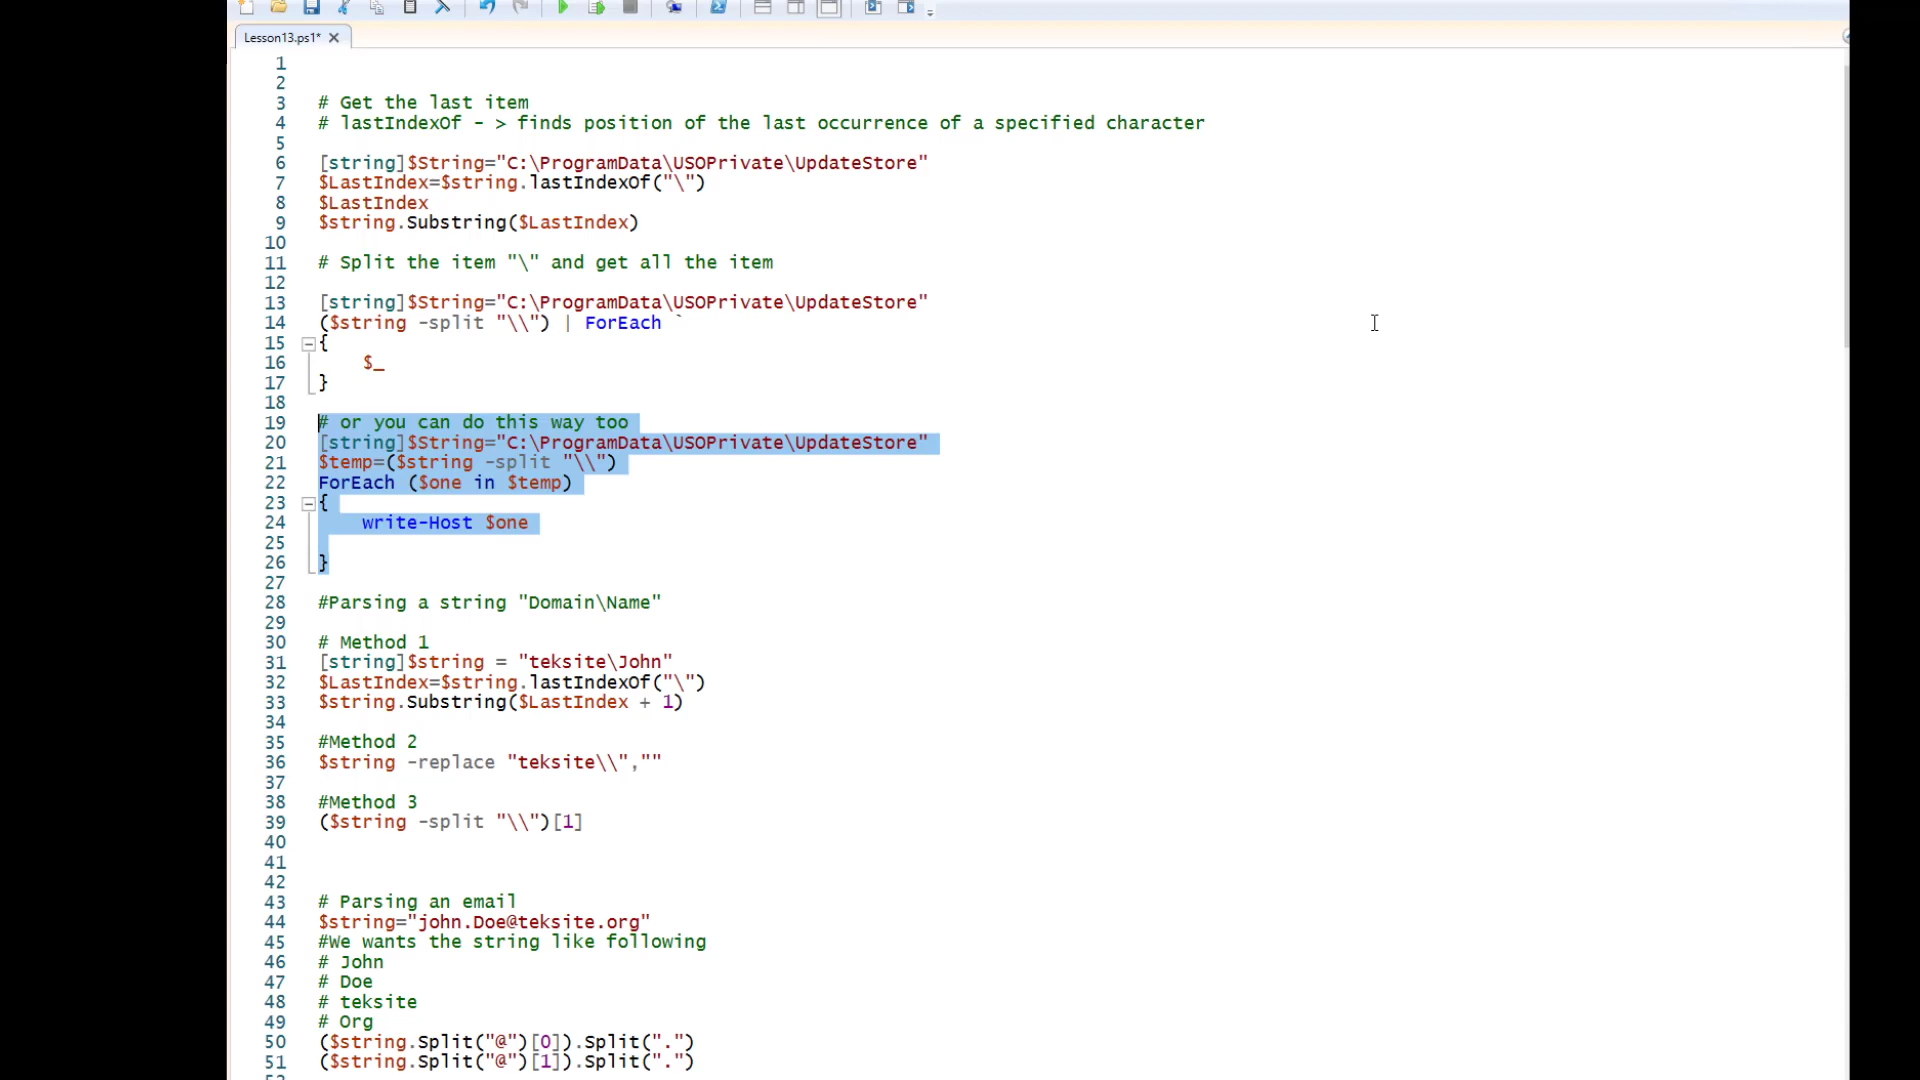 Lesson13.ps1*
1
2
3 # Get the last item
4 # lastIndexOf - > finds position of the last occurrence of a specified character
5
6 [string]$String="C:\ProgramData\USOPrivate\UpdateStore"
7 $LastIndex=$string.lastIndexOf("\")
8 $LastIndex
9 $string.Substring($LastIndex)
10
11 # Split the item "\" and get all the item
12
13 [string]$String="C:\ProgramData\USOPrivate\UpdateStore"
14 ($string -split "\\") | ForEach `
15 {
16     $_
17 }
18
19 # or you can do this way too
20 [string]$String="C:\ProgramData\USOPrivate\UpdateStore"
21 $temp=($string -split "\\")
22 ForEach ($one in $temp)
23 {
24     write-Host $one
25
26 }
27
28 #Parsing a string "Domain\Name"
29
30 # Method 1
31 [string]$string = "teksite\John"
32 $LastIndex=$string.lastIndexOf("\")
33 $string.Substring($LastIndex + 1)
34
35 #Method 2
36 $string -replace "teksite\\",""
37
38 #Method 3
39 ($string -split "\\")[1]
40
41
42
43 # Parsing an email
44 $string="john.Doe@teksite.org"
45 #We wants the string like following
46 # John
47 # Doe
48 # teksite
49 # Org
50 ($string.Split("@")[0]).Split(".")
51 ($string.Split("@")[1]).Split(".")